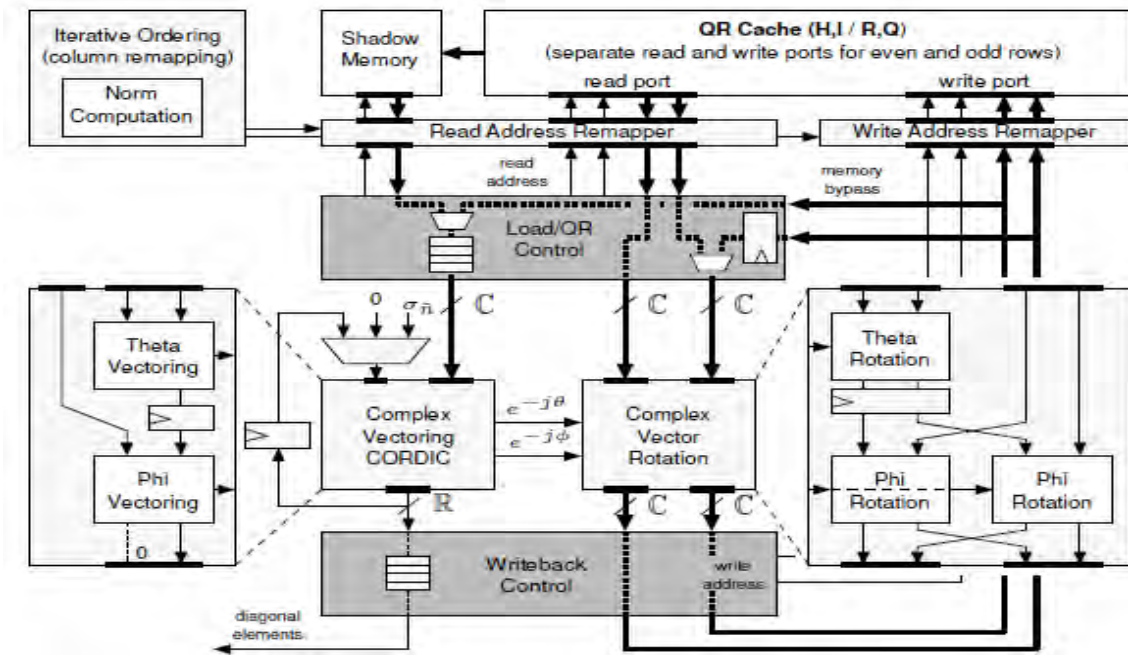 Iterative Ordering
(column remapping)
Norm
Computation
Shadow
Memory
QR Cache (H,I / R,Q)
(separate read and write ports for even and odd rows)
read port
write port
Read Address Remapper
Write Address Remapper
read
address
memory
bypass
Load/QR
Control
0
σñ
ℂ
ℂ
ℂ
Theta
Vectoring
Phi
Vectoring
0
Complex
Vectoring
CORDIC
e^{-jθ}
e^{-jϕ}
Complex
Vector
Rotation
Theta
Rotation
Phi
Rotation
Phi
Rotation
ℝ
ℂ
ℂ
Writeback
Control
write
address
diagonal
elements